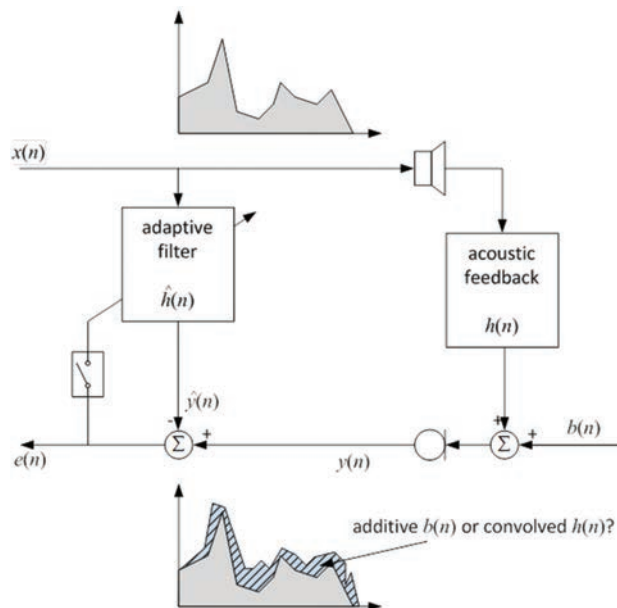 x(n)
adaptive
filter
ĥ(n)
acoustic
feedback
h(n)
-
ŷ(n)
Σ
+
+
Σ
+
b(n)
e(n)
y(n)
additive b(n) or convolved h(n)?